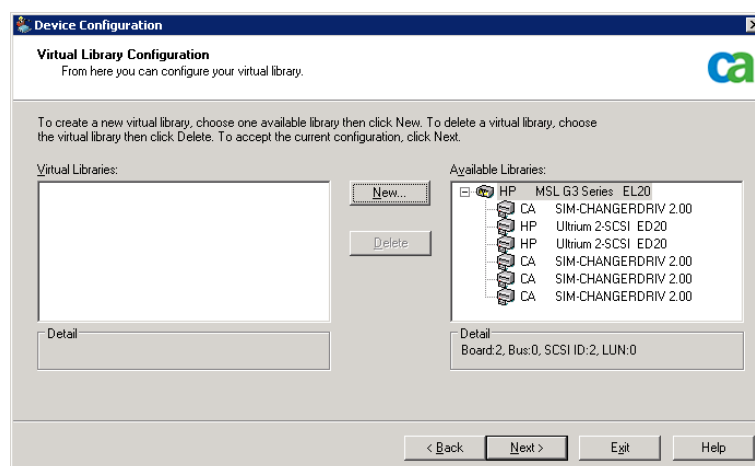 Device Configuration
Virtual Library Configuration
From here you can configure your virtual library.
ca
To create a new virtual library, choose one available library then click New. To delete a virtual library, choose
the virtual library then click Delete. To accept the current configuration, click Next.
Virtual Libraries:
Available Libraries:
New...
Delete
HP MSL G3 Series EL20
CA SIM-CHANGERDRIV 2.00
HP Ultrium 2-SCSI ED20
HP Ultrium 2-SCSI ED20
CA SIM-CHANGERDRIV 2.00
CA SIM-CHANGERDRIV 2.00
CA SIM-CHANGERDRIV 2.00
Detail
Detail
Board:2, Bus:0, SCSI ID:2, LUN:0
< Back
Next >
Exit
Help